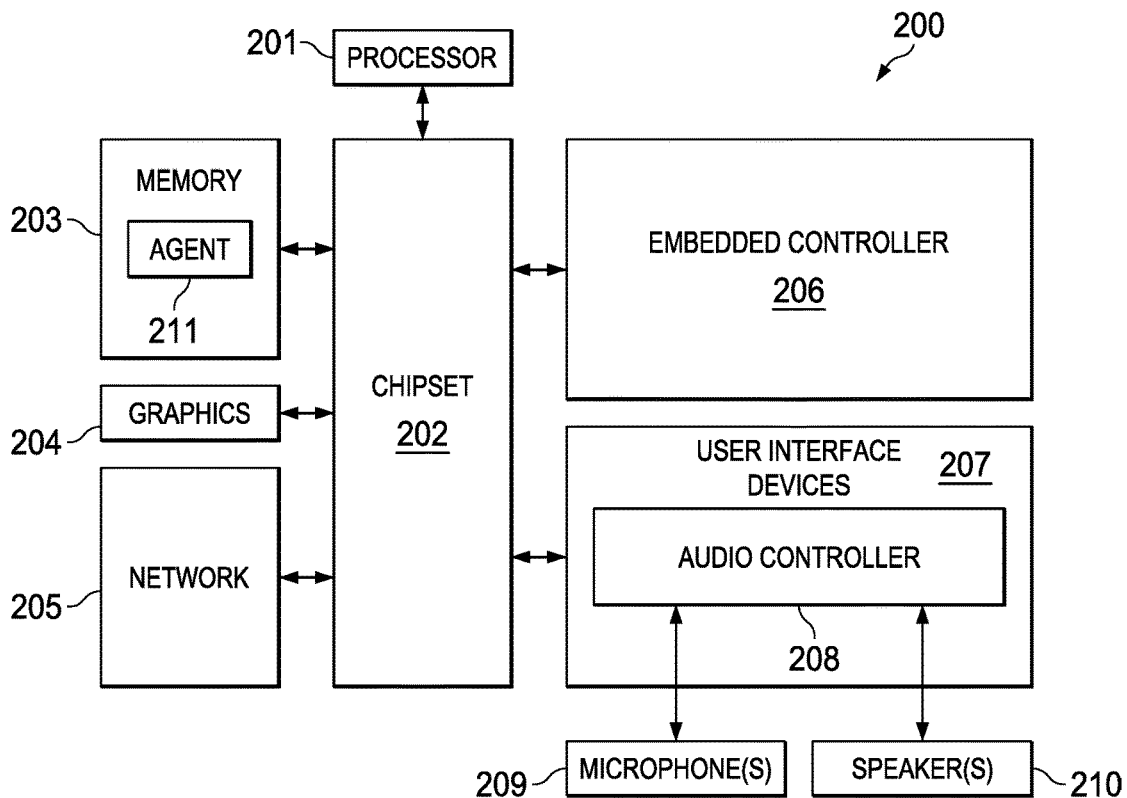 200
201
PROCESSOR
MEMORY
203
AGENT
211
EMBEDDED CONTROLLER
206
CHIPSET
202
GRAPHICS
204
USER INTERFACE
DEVICES
207
AUDIO CONTROLLER
208
NETWORK
205
209
MICROPHONE(S)
SPEAKER(S)
210